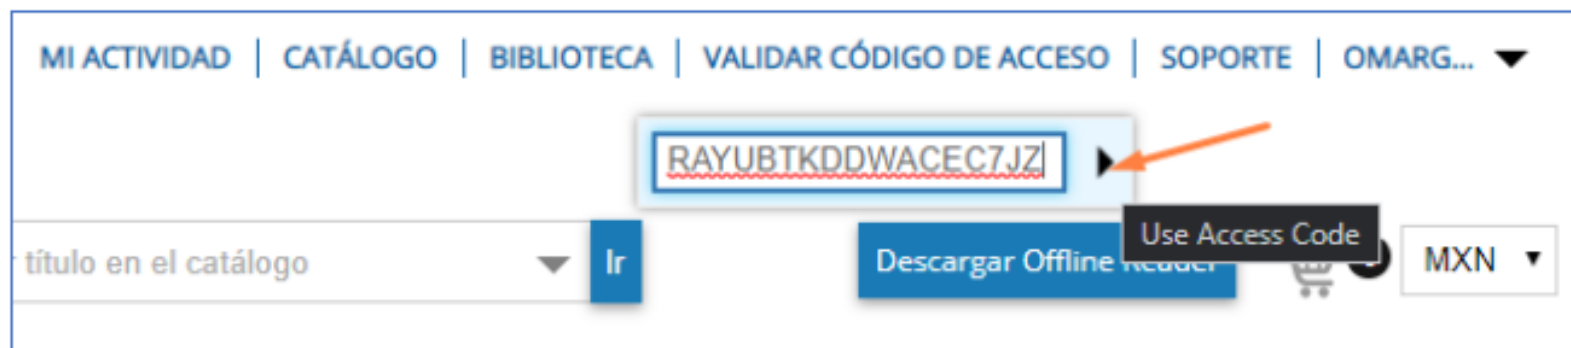 MI ACTIVIDAD | CATÁLOGO | BIBLIOTECA | VALIDAR CÓDIGO DE ACCESO | SOPORTE | OMARG...
RAYUBTKDDWACEC7JZ
Use Access Code
título en el catálogo Ir Descargar Offline Reader MXN